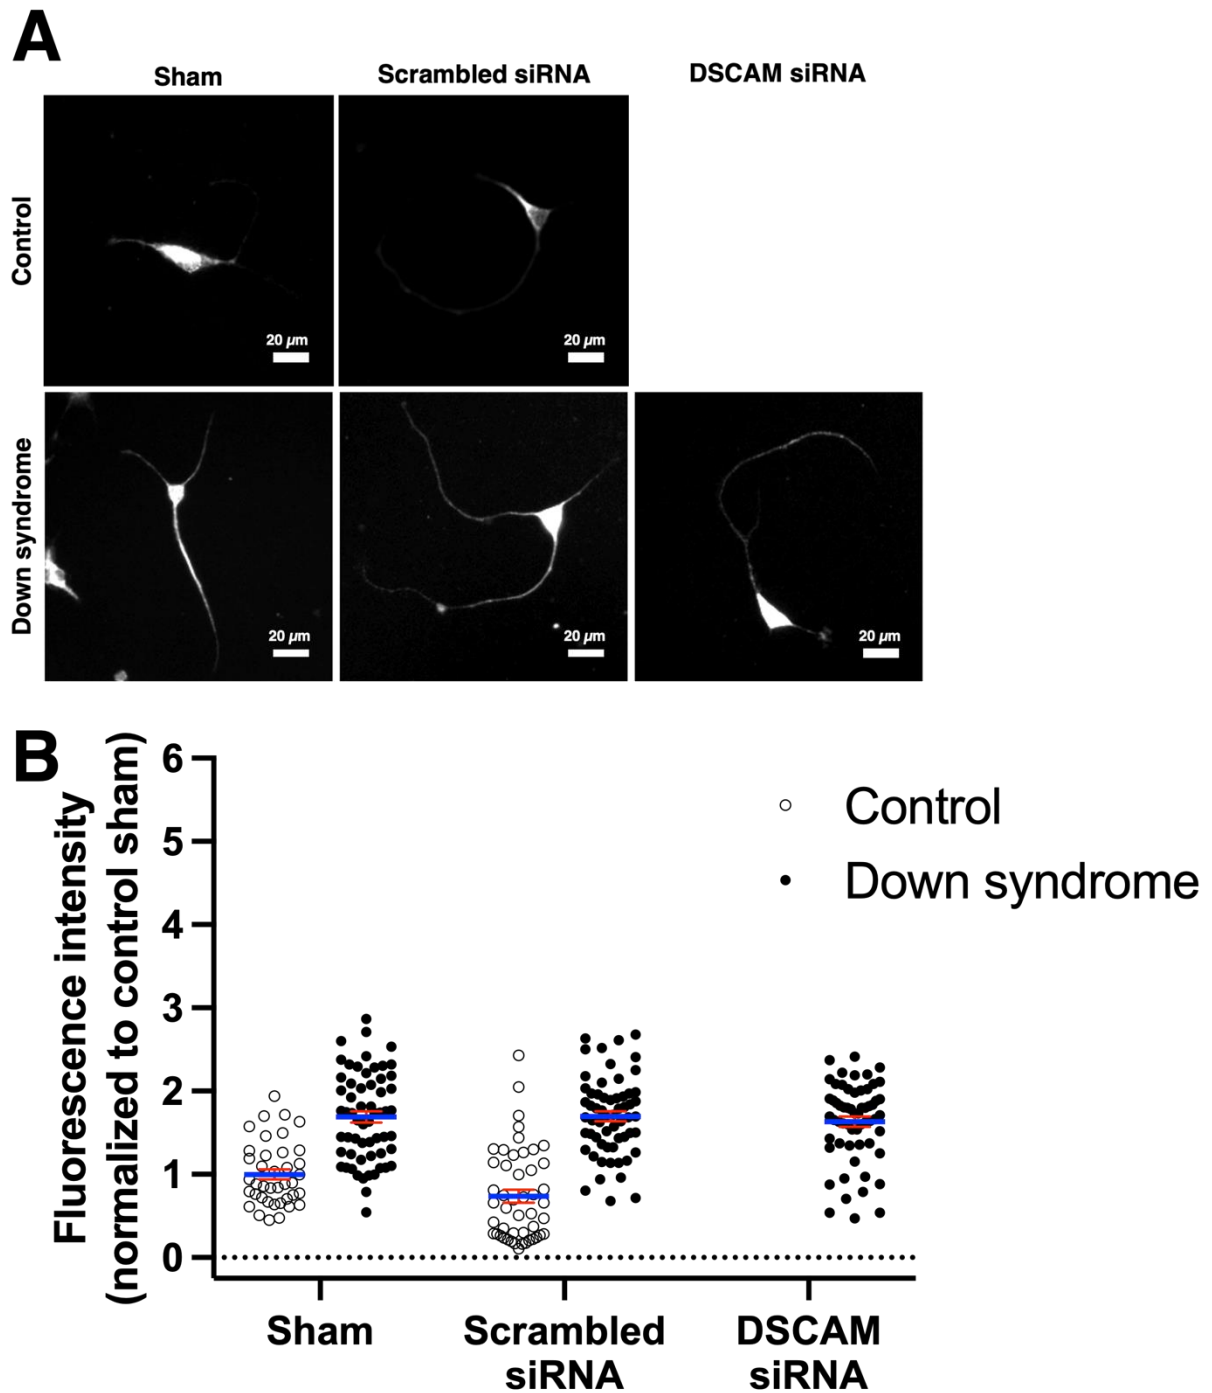 A
Sham
Scrambled siRNA
DSCAM siRNA
Control
20 µm
20 µm
Down syndrome
20 µm
20 µm
20 µm
B
Fluorescence intensity
(normalized to control sham)
6
5
4
3
2
1
0
Control
Down syndrome
Sham
Scrambled
siRNA
DSCAM
siRNA